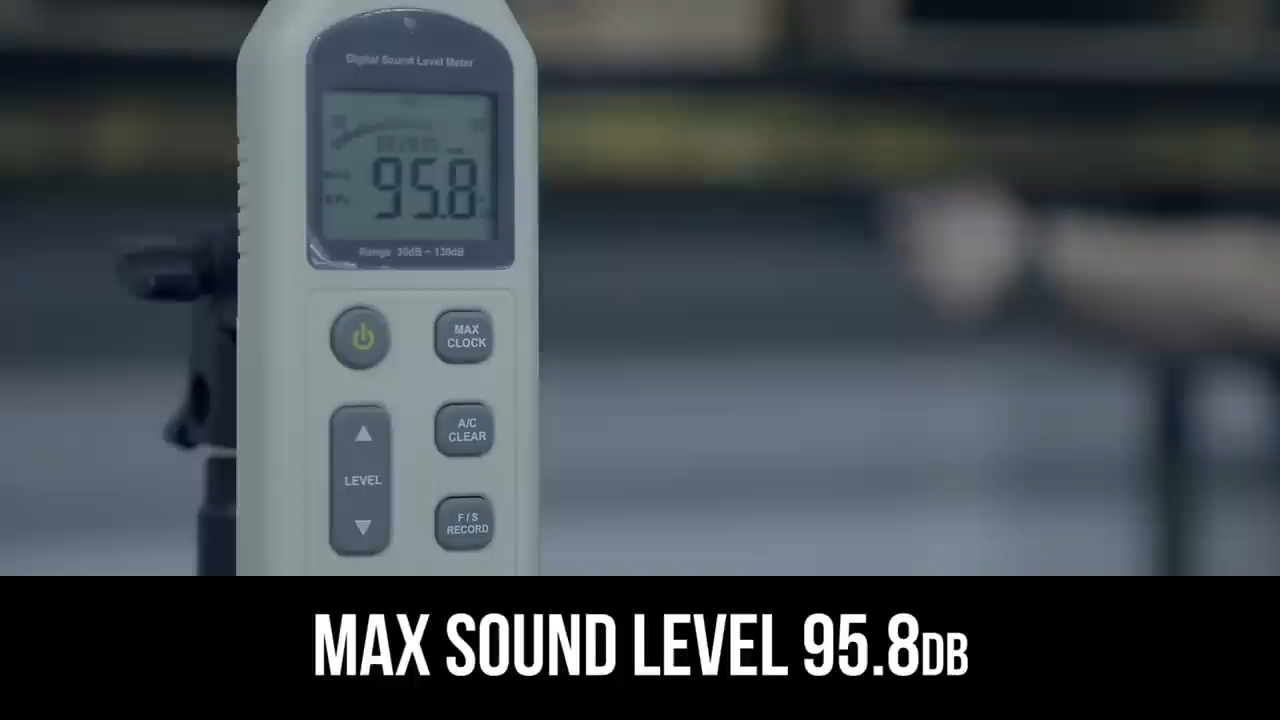 Digital Sound Level Meter
MAX
95.8
Range 30dB ~ 130dB
MAX
CLOCK
A/C
CLEAR
LEVEL
F / S
RECORD
MAX SOUND LEVEL 95.8DB